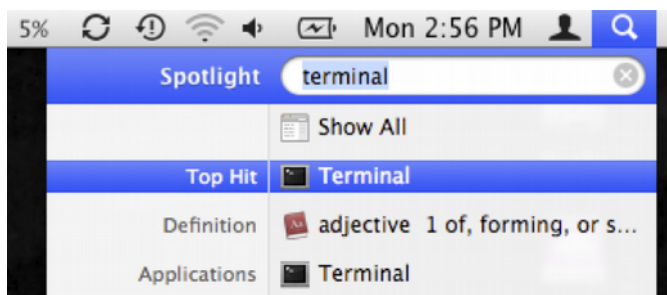 5% Mon 2:56 PM
Spotlight terminal
Show All
Top Hit Terminal
Definition adjective 1 of, forming, or s...
Applications Terminal